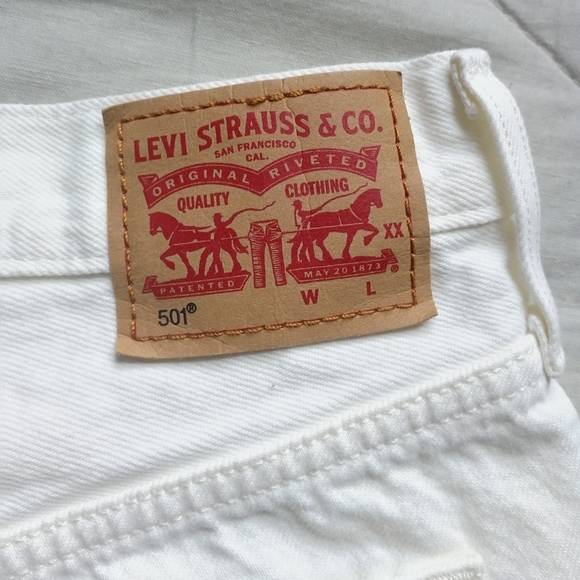 LEVI STRAUSS & CO.
SAN FRANCISCO
CAL.
ORIGINAL RIVETED
QUALITY CLOTHING
XX
PATENTED MAY 20 1873 ®
W L
501®